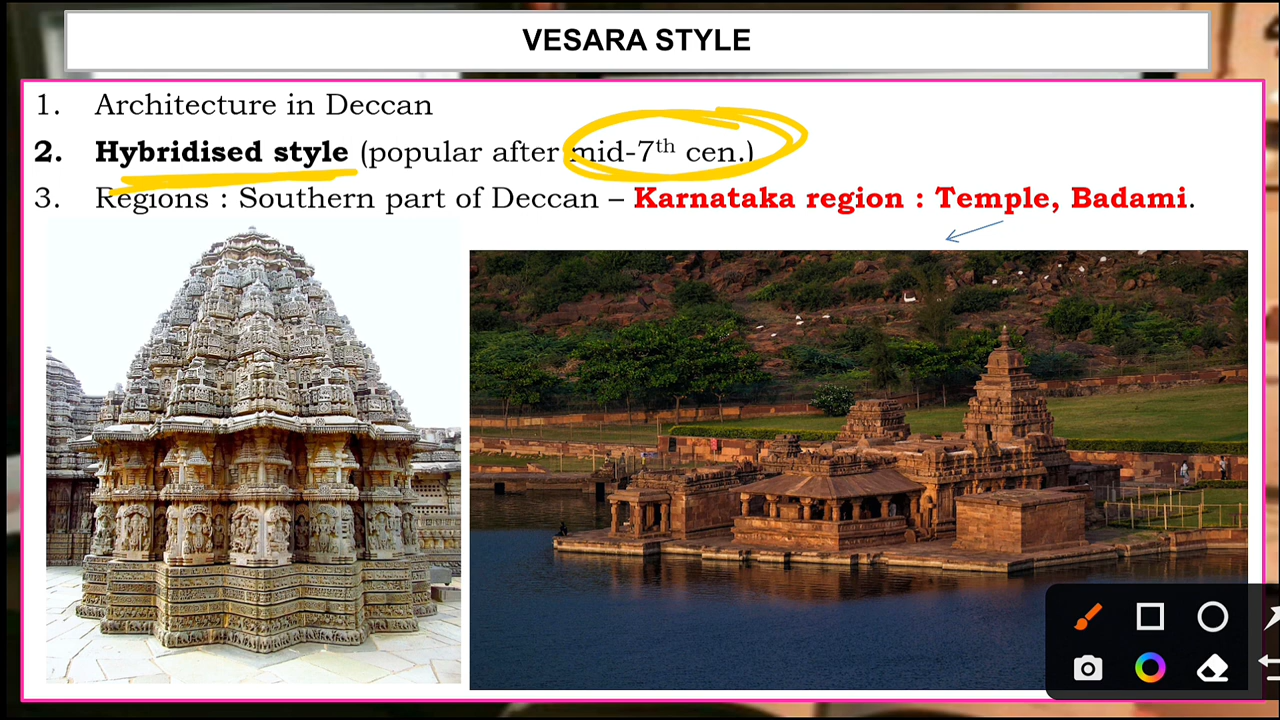 VESARA STYLE
1. Architecture in Deccan
2. Hybridised style (popular after mid-7th cen.)
3. Regions : Southern part of Deccan – Karnataka region : Temple, Badami.